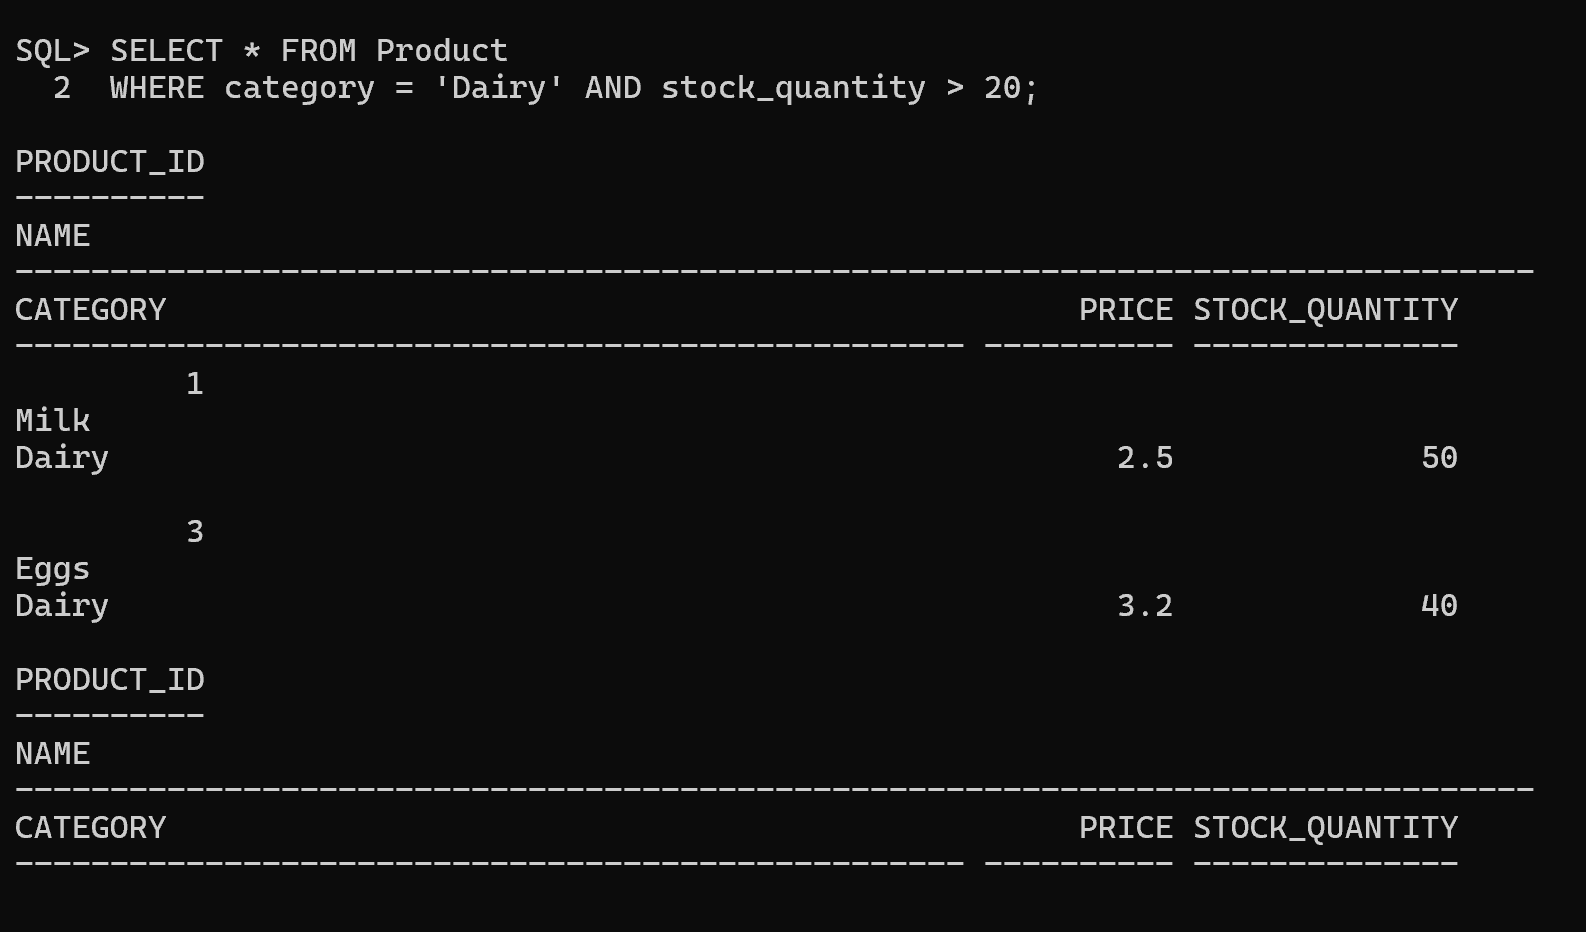 SQL> SELECT * FROM Product
  2  WHERE category = 'Dairy' AND stock_quantity > 20;

PRODUCT_ID
----------
NAME
--------------------------------------------------------------------------------
CATEGORY                                                PRICE STOCK_QUANTITY
-------------------------------------------------- ---------- --------------
         1
Milk
Dairy                                                     2.5             50

         3
Eggs
Dairy                                                     3.2             40

PRODUCT_ID
----------
NAME
--------------------------------------------------------------------------------
CATEGORY                                                PRICE STOCK_QUANTITY
-------------------------------------------------- ---------- --------------